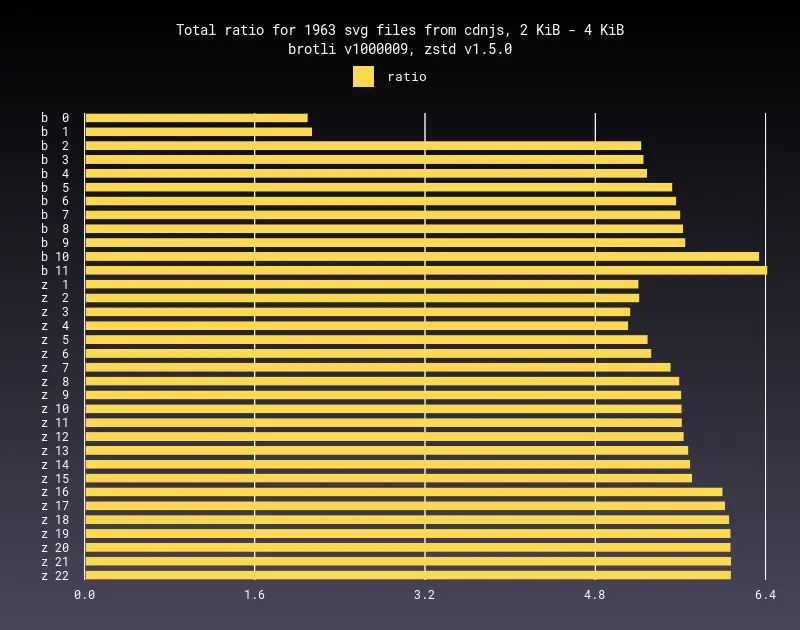 Total ratio for 1963 svg files from cdnjs, 2 KiB - 4 KiB
brotli v1000009, zstd v1.5.0
ratio
b 0
b 1
b 2
b 3
b 4
b 5
b 6
b 7
b 8
b 9
b 10
b 11
z 1
z 2
z 3
z 4
z 5
z 6
z 7
z 8
z 9
z 10
z 11
z 12
z 13
z 14
z 15
z 16
z 17
z 18
z 19
z 20
z 21
z 22
0.0 1.6 3.2 4.8 6.4